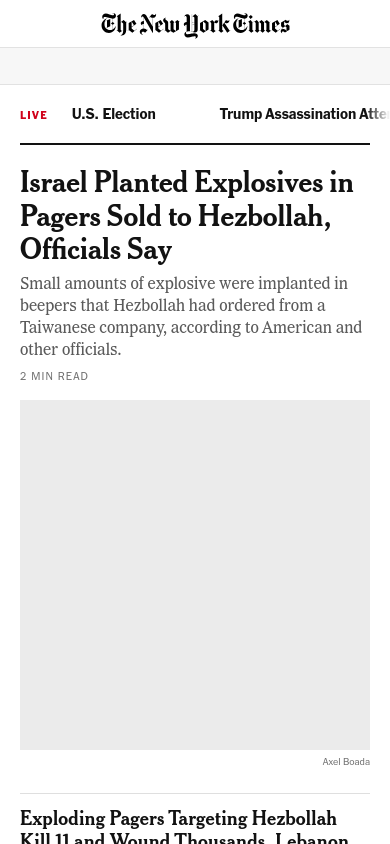 The New York Times
LIVE U.S. Election Trump Assassination Atte
Israel Planted Explosives in
Pagers Sold to Hezbollah,
Officials Say
Small amounts of explosive were implanted in
beepers that Hezbollah had ordered from a
Taiwanese company, according to American and
other officials.
2 MIN READ
Axel Boada
Exploding Pagers Targeting Hezbollah
Kill 11 and Wound Thousands, Lebanon